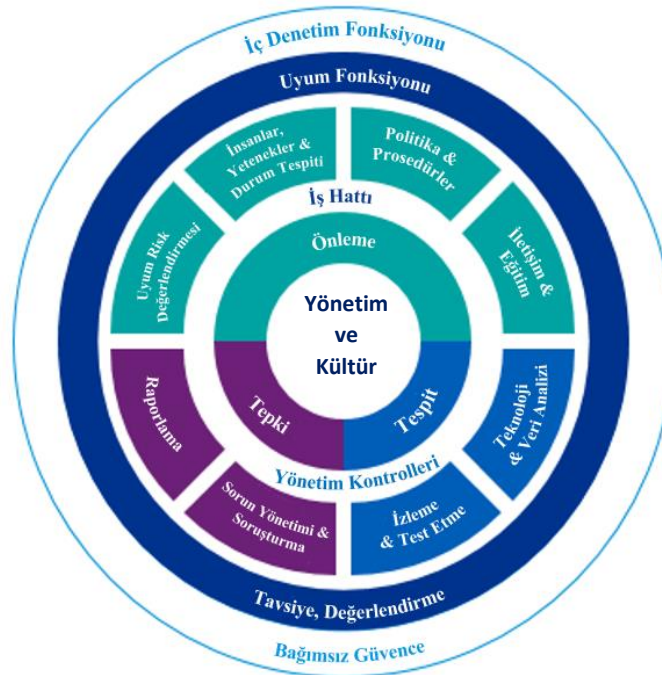 İç Denetim Fonksiyonu
Uyum Fonksiyonu
İnsanlar,
Yetenekler &
Durum Tespiti
Politika &
Prosedürler
İş Hattı
Uyum Risk
Değerlendirmesi
Önleme
İletişim &
Eğitim
Yönetim
ve
Kültür
Raporlama
Tepki
Tespit
Teknoloji
& Veri Analizi
Yönetim Kontrolleri
Sorun Yönetimi &
Soruşturma
İzleme
& Test Etme
Tavsiye, Değerlendirme
Bağımsız Güvence